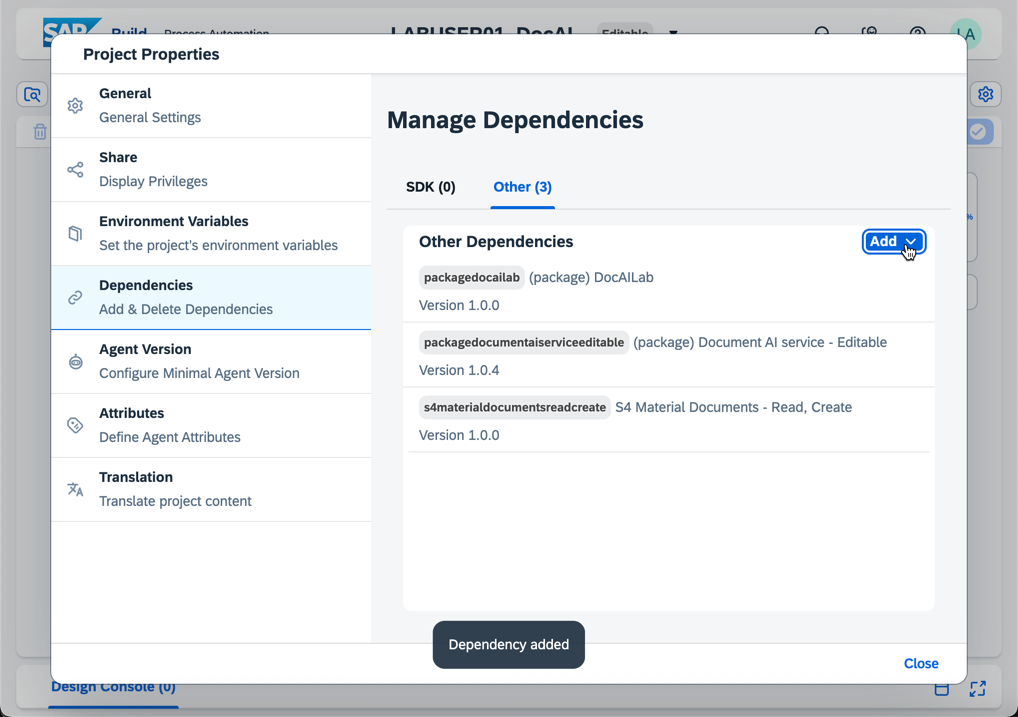 SAP Build Process Automation LABUSER01_DocAI Editable LA
Project Properties
General
General Settings
Share
Display Privileges
Environment Variables
Set the project's environment variables
Dependencies
Add & Delete Dependencies
Agent Version
Configure Minimal Agent Version
Attributes
Define Agent Attributes
Translation
Translate project content
Manage Dependencies
SDK (0) Other (3)
Other Dependencies Add
packagedocailab (package) DocAILab
Version 1.0.0
packagedocumentaiserviceeditable (package) Document AI service - Editable
Version 1.0.4
s4materialdocumentsreadcreate S4 Material Documents - Read, Create
Version 1.0.0
Dependency added
Close
Design Console (0)
%